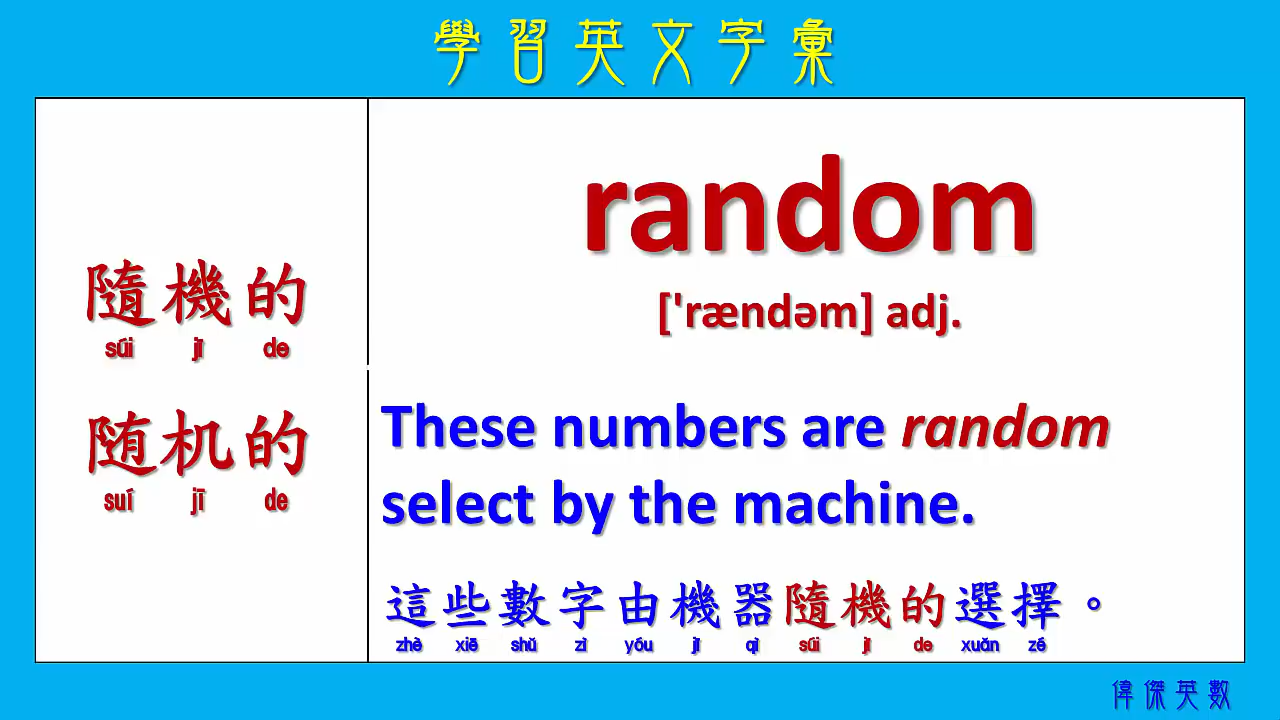 學習英文字彙
隨機的
súi jī de
随机的
suí jī de
random
['rændəm] adj.
These numbers are random
select by the machine.
這些數字由機器隨機的選擇。
zhè xiē shǔ zì yóu jī qì súi jī de xuǎn zé
偉傑英數